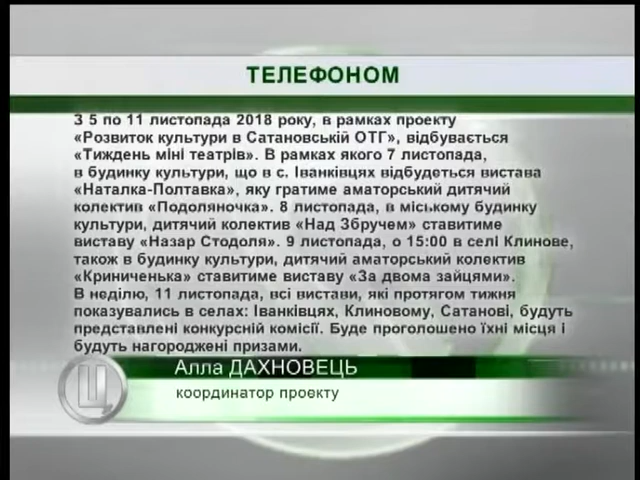 ТЕЛЕФОНОМ
З 5 по 11 листопада 2018 року, в рамках проекту
«Розвиток культури в Сатановській ОТГ», відбувається
«Тиждень міні театрів». В рамках якого 7 листопада,
в будинку культури, що в с. Іванківцях відбудеться вистава
«Наталка-Полтавка», яку гратиме аматорський дитячий
колектив «Подоляночка». 8 листопада, в міському будинку
культури, дитячий колектив «Над Збручем» ставитиме
виставу «Назар Стодоля». 9 листопада, о 15:00 в селі Клинове,
також в будинку культури, дитячий аматорський колектив
«Криниченька» ставитиме виставу «За двома зайцями».
В неділю, 11 листопада, всі вистави, які протягом тижня
показувались в селах: Іванківцях, Клиновому, Сатанові, будуть
представлені конкурсній комісії. Буде проголошено їхні місця і
будуть нагороджені призами.
Алла ДАХНОВЕЦЬ
координатор проекту
Ц